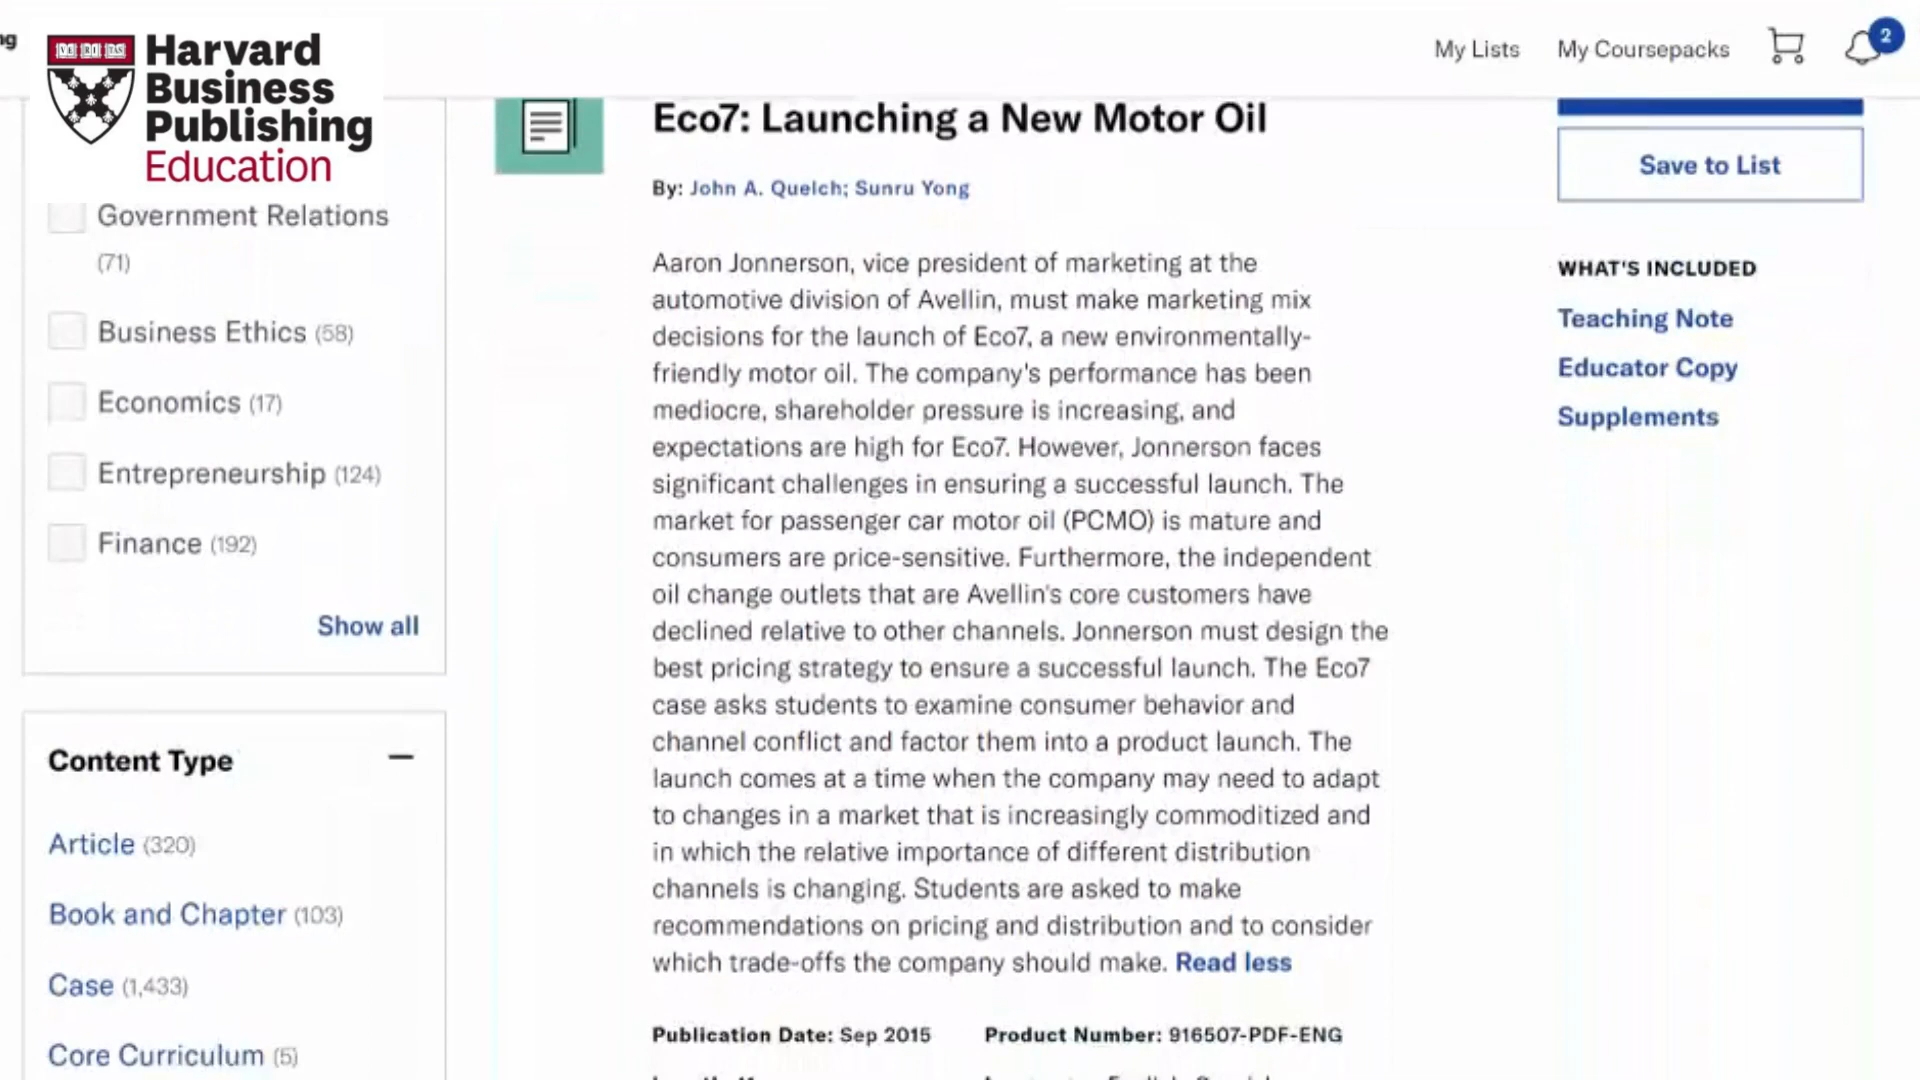 ng
VE RI TAS
Harvard
Business
Publishing
Education
My Lists
My Coursepacks
2
Government Relations
(71)
Business Ethics (58)
Economics (17)
Entrepreneurship (124)
Finance (192)
Show all
Content Type
Article (320)
Book and Chapter (103)
Case (1,433)
Core Curriculum (5)
Eco7: Launching a New Motor Oil
By: John A. Quelch; Sunru Yong
Aaron Jonnerson, vice president of marketing at the
automotive division of Avellin, must make marketing mix
decisions for the launch of Eco7, a new environmentally-
friendly motor oil. The company's performance has been
mediocre, shareholder pressure is increasing, and
expectations are high for Eco7. However, Jonnerson faces
significant challenges in ensuring a successful launch. The
market for passenger car motor oil (PCMO) is mature and
consumers are price-sensitive. Furthermore, the independent
oil change outlets that are Avellin's core customers have
declined relative to other channels. Jonnerson must design the
best pricing strategy to ensure a successful launch. The Eco7
case asks students to examine consumer behavior and
channel conflict and factor them into a product launch. The
launch comes at a time when the company may need to adapt
to changes in a market that is increasingly commoditized and
in which the relative importance of different distribution
channels is changing. Students are asked to make
recommendations on pricing and distribution and to consider
which trade-offs the company should make. Read less
Publication Date: Sep 2015
Product Number: 916507-PDF-ENG
Save to List
WHAT'S INCLUDED
Teaching Note
Educator Copy
Supplements